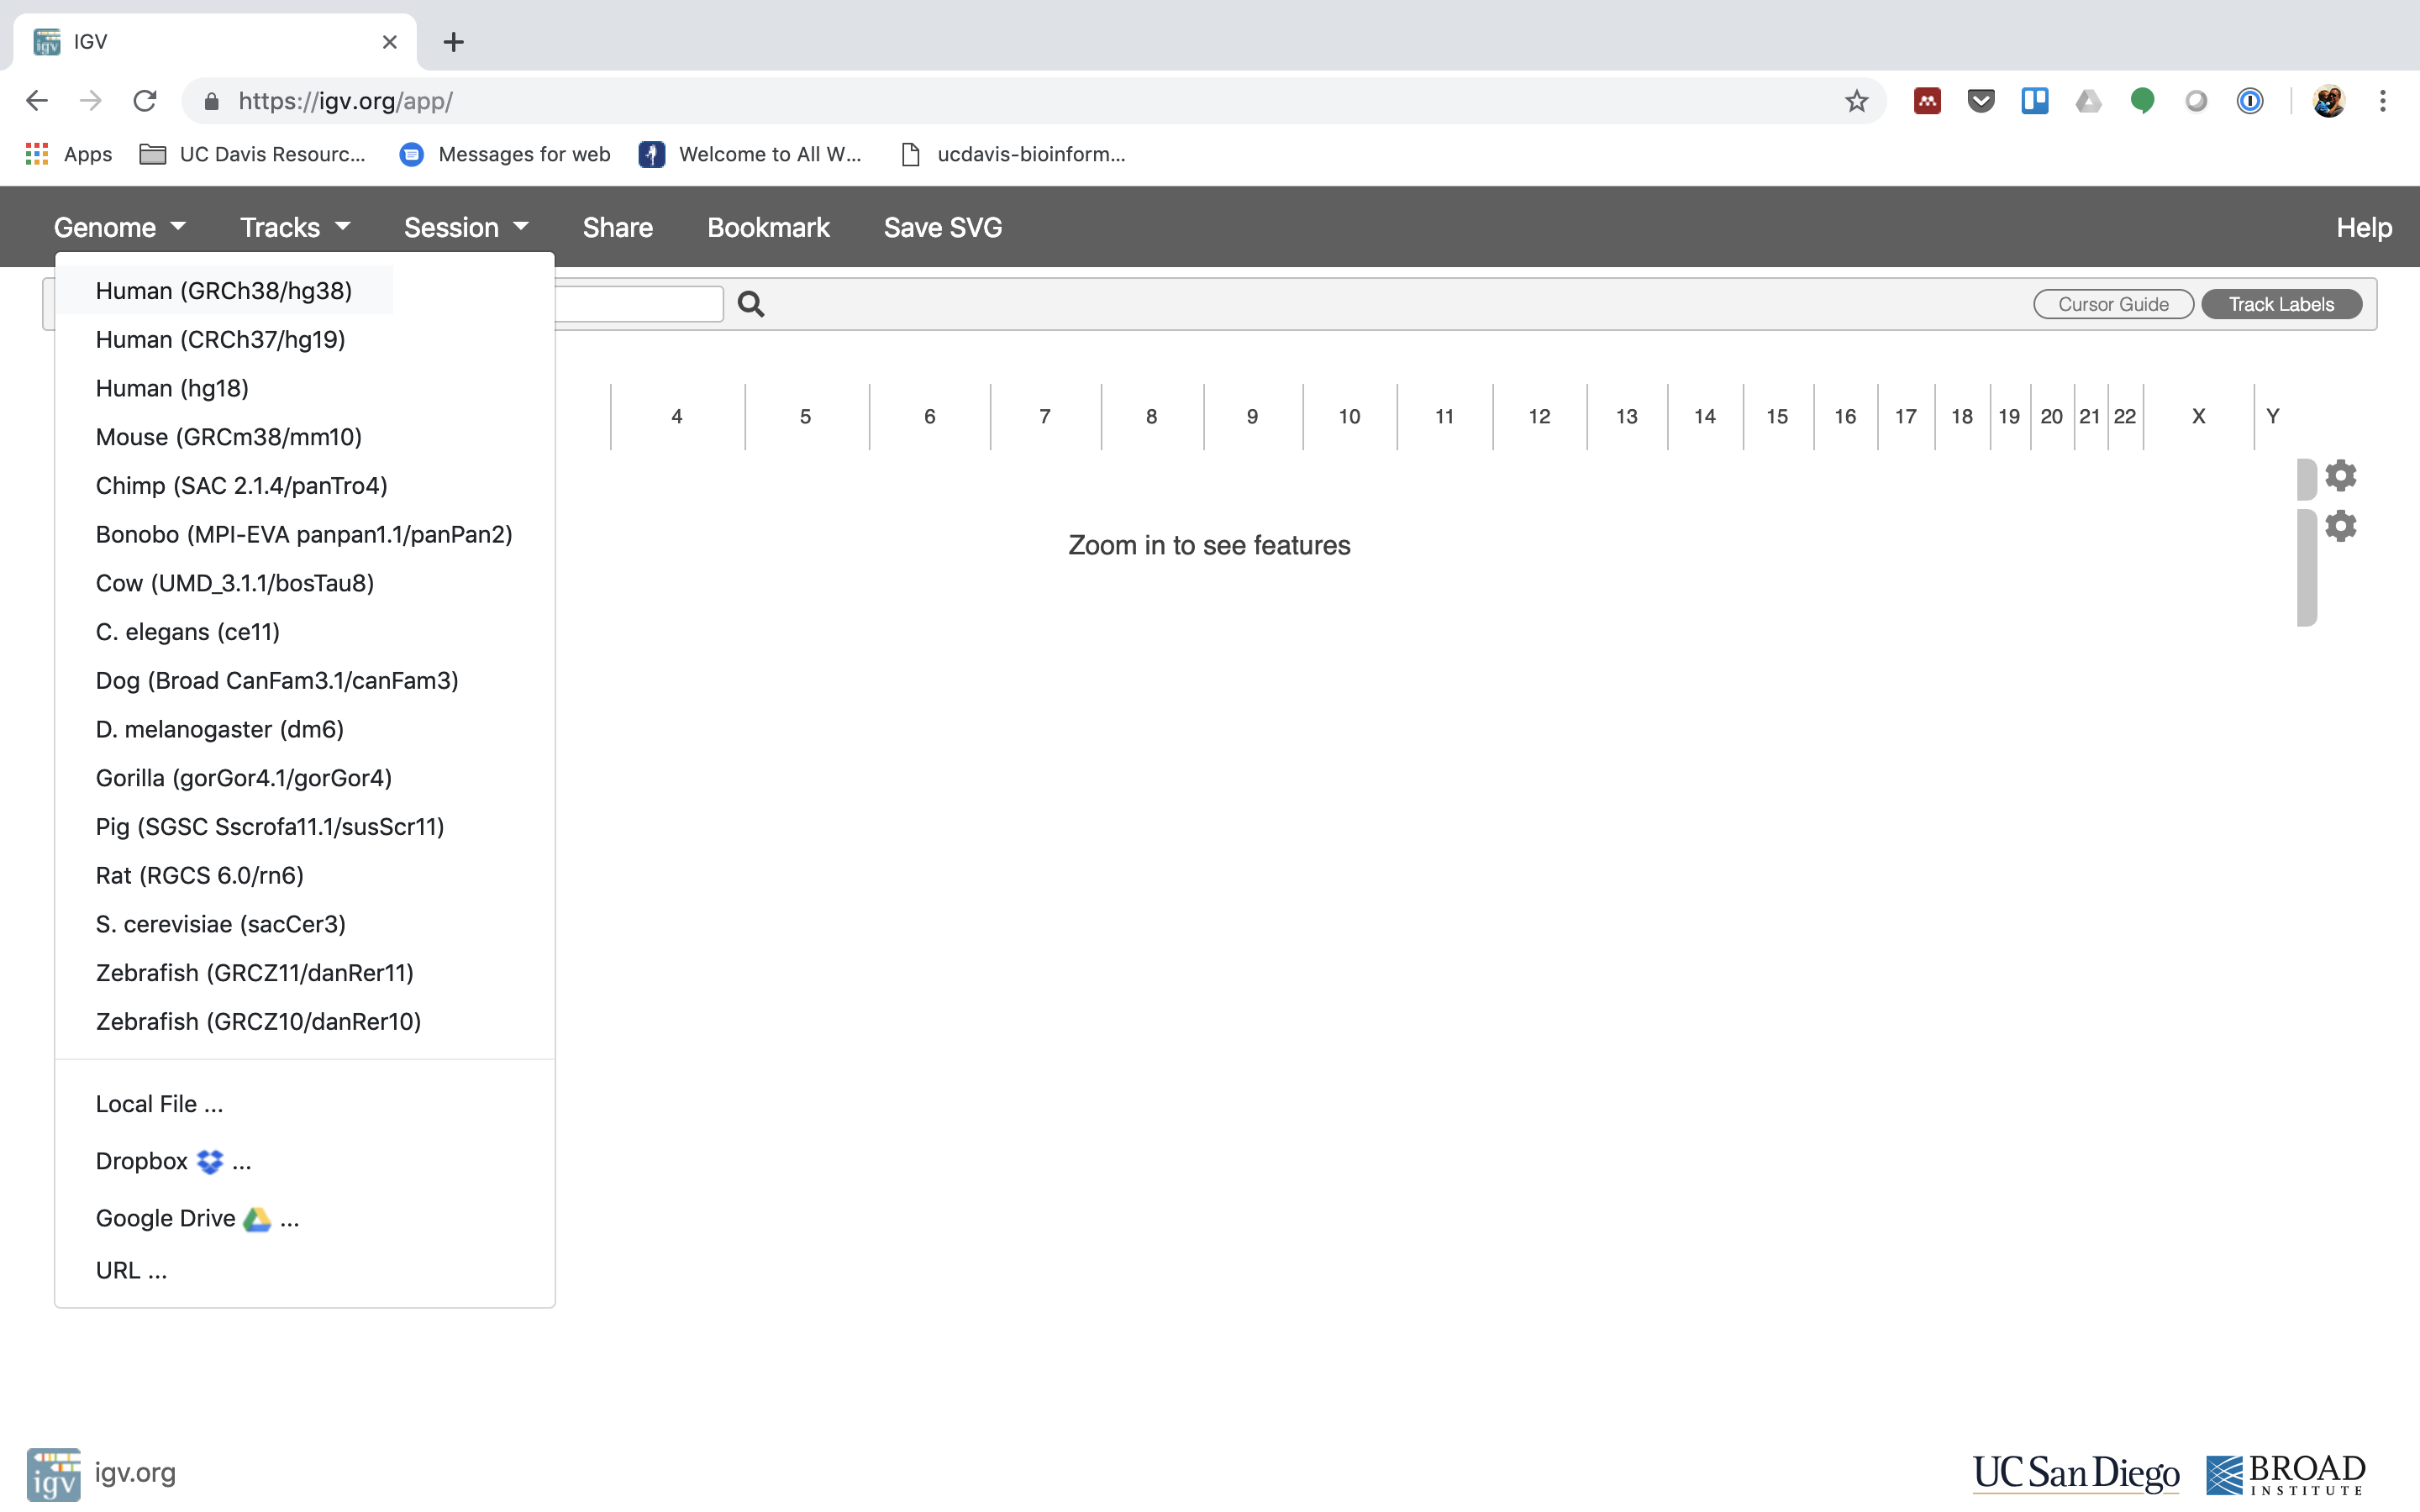 IGV
https://igv.org/app/
Apps UC Davis Resourc... Messages for web Welcome to All W... ucdavis-bioinform...
Genome Tracks Session Share Bookmark Save SVG Help
Cursor Guide Track Labels
Human (GRCh38/hg38)
Human (CRCh37/hg19)
Human (hg18)
Mouse (GRCm38/mm10)
Chimp (SAC 2.1.4/panTro4)
Bonobo (MPI-EVA panpan1.1/panPan2)
Cow (UMD_3.1.1/bosTau8)
C. elegans (ce11)
Dog (Broad CanFam3.1/canFam3)
D. melanogaster (dm6)
Gorilla (gorGor4.1/gorGor4)
Pig (SGSC Sscrofa11.1/susScr11)
Rat (RGCS 6.0/rn6)
S. cerevisiae (sacCer3)
Zebrafish (GRCZ11/danRer11)
Zebrafish (GRCZ10/danRer10)
Local File ...
Dropbox ...
Google Drive ...
URL ...
4 5 6 7 8 9 10 11 12 13 14 15 16 17 18 19 20 21 22 X Y
Zoom in to see features
igv igv.org
UC San Diego
BROAD
INSTITUTE